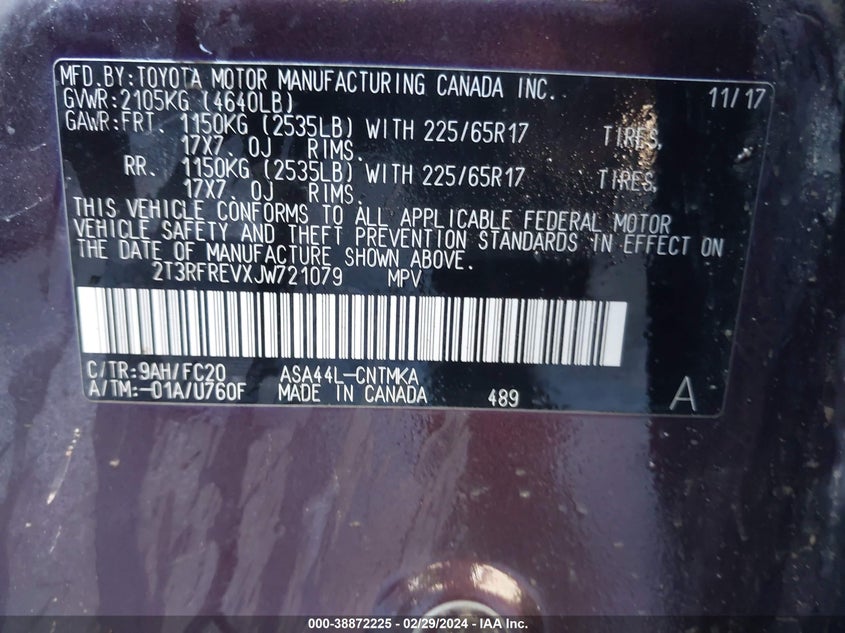 MFD.BY:TOYOTA MOTOR MANUFACTURING CANADA INC. 11/17
GVWR:2105KG (4640LB)
GAWR:FRT. 1150KG (2535LB) WITH 225/65R17 TIRES,
17X7 0J RIMS.
RR. 1150KG (2535LB) WITH 225/65R17 TIRES,
17X7 0J RIMS.
THIS VEHICLE CONFORMS TO ALL APPLICABLE FEDERAL MOTOR
VEHICLE SAFETY AND THEFT PREVENTION STANDARDS IN EFFECT ON
THE DATE OF MANUFACTURE SHOWN ABOVE.
2T3RFREVXJW721079 MPV
C/TR:9AH/FC20 ASA44L-CNTMKA
A/TM:-01A/U760F MADE IN CANADA 489 A
000-38872225 - 02/29/2024 - IAA Inc.